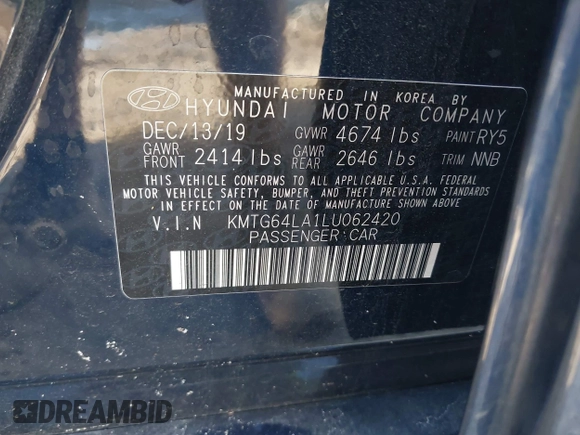 MANUFACTURED IN KOREA BY
HYUNDAI MOTOR COMPANY
DEC/13/19 GVWR 4674 lbs PAINT RY5
GAWR FRONT 2414 lbs GAWR REAR 2646 lbs TRIM NNB
THIS VEHICLE CONFORMS TO ALL APPLICABLE U.S.A. FEDERAL
MOTOR VEHICLE SAFETY, BUMPER, AND THEFT PREVENTION STANDARDS
IN EFFECT ON THE DATE OF MANUFACTURE SHOWN ABOVE
V.I.N KMTG64LA1LU062420
PASSENGER CAR
DREAMBID